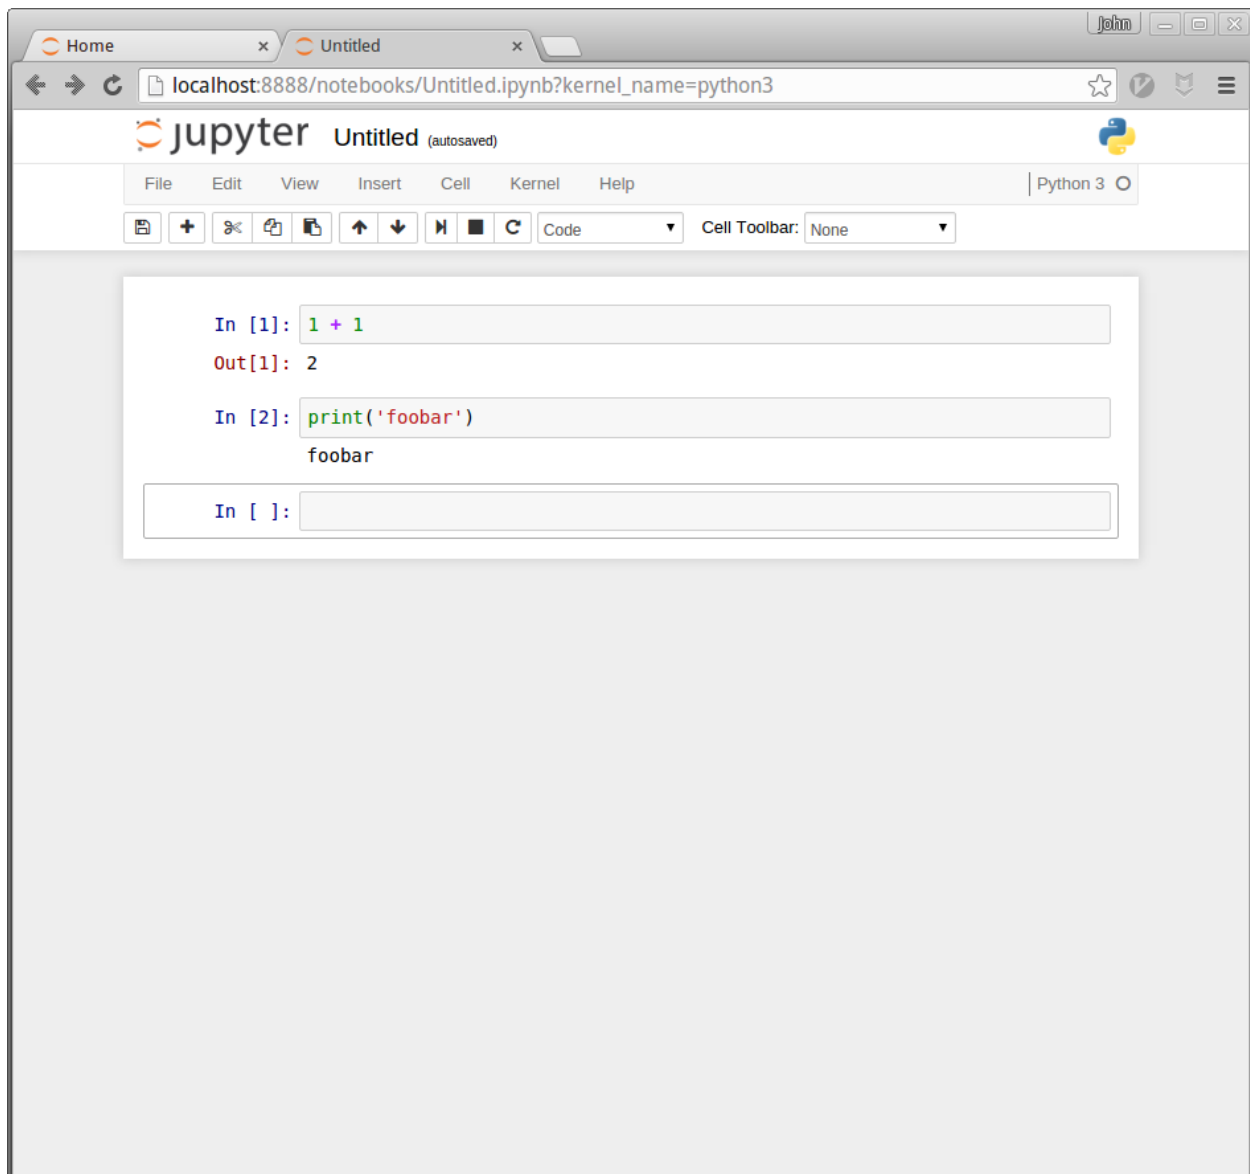 John
Home
Untitled
localhost:8888/notebooks/Untitled.ipynb?kernel_name=python3
jupyter Untitled (autosaved)
File Edit View Insert Cell Kernel Help Python 3
Code Cell Toolbar: None
In [1]: 1 + 1
Out[1]: 2
In [2]: print('foobar')
foobar
In [ ]: